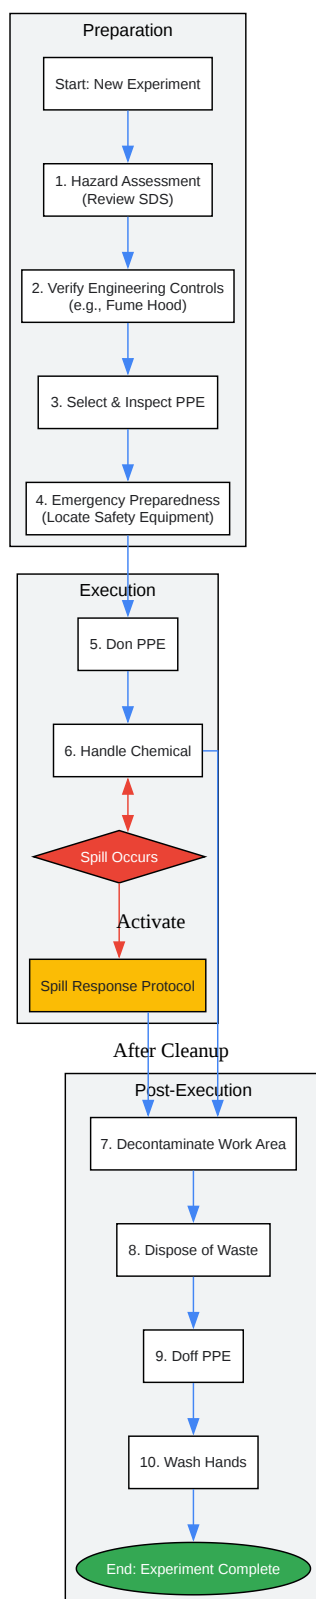 Preparation
Start: New Experiment
1. Hazard Assessment
(Review SDS)
2. Verify Engineering Controls
(e.g., Fume Hood)
3. Select & Inspect PPE
4. Emergency Preparedness
(Locate Safety Equipment)
Execution
5. Don PPE
6. Handle Chemical
Spill Occurs
Activate
Spill Response Protocol
After Cleanup
Post-Execution
7. Decontaminate Work Area
8. Dispose of Waste
9. Doff PPE
10. Wash Hands
End: Experiment Complete